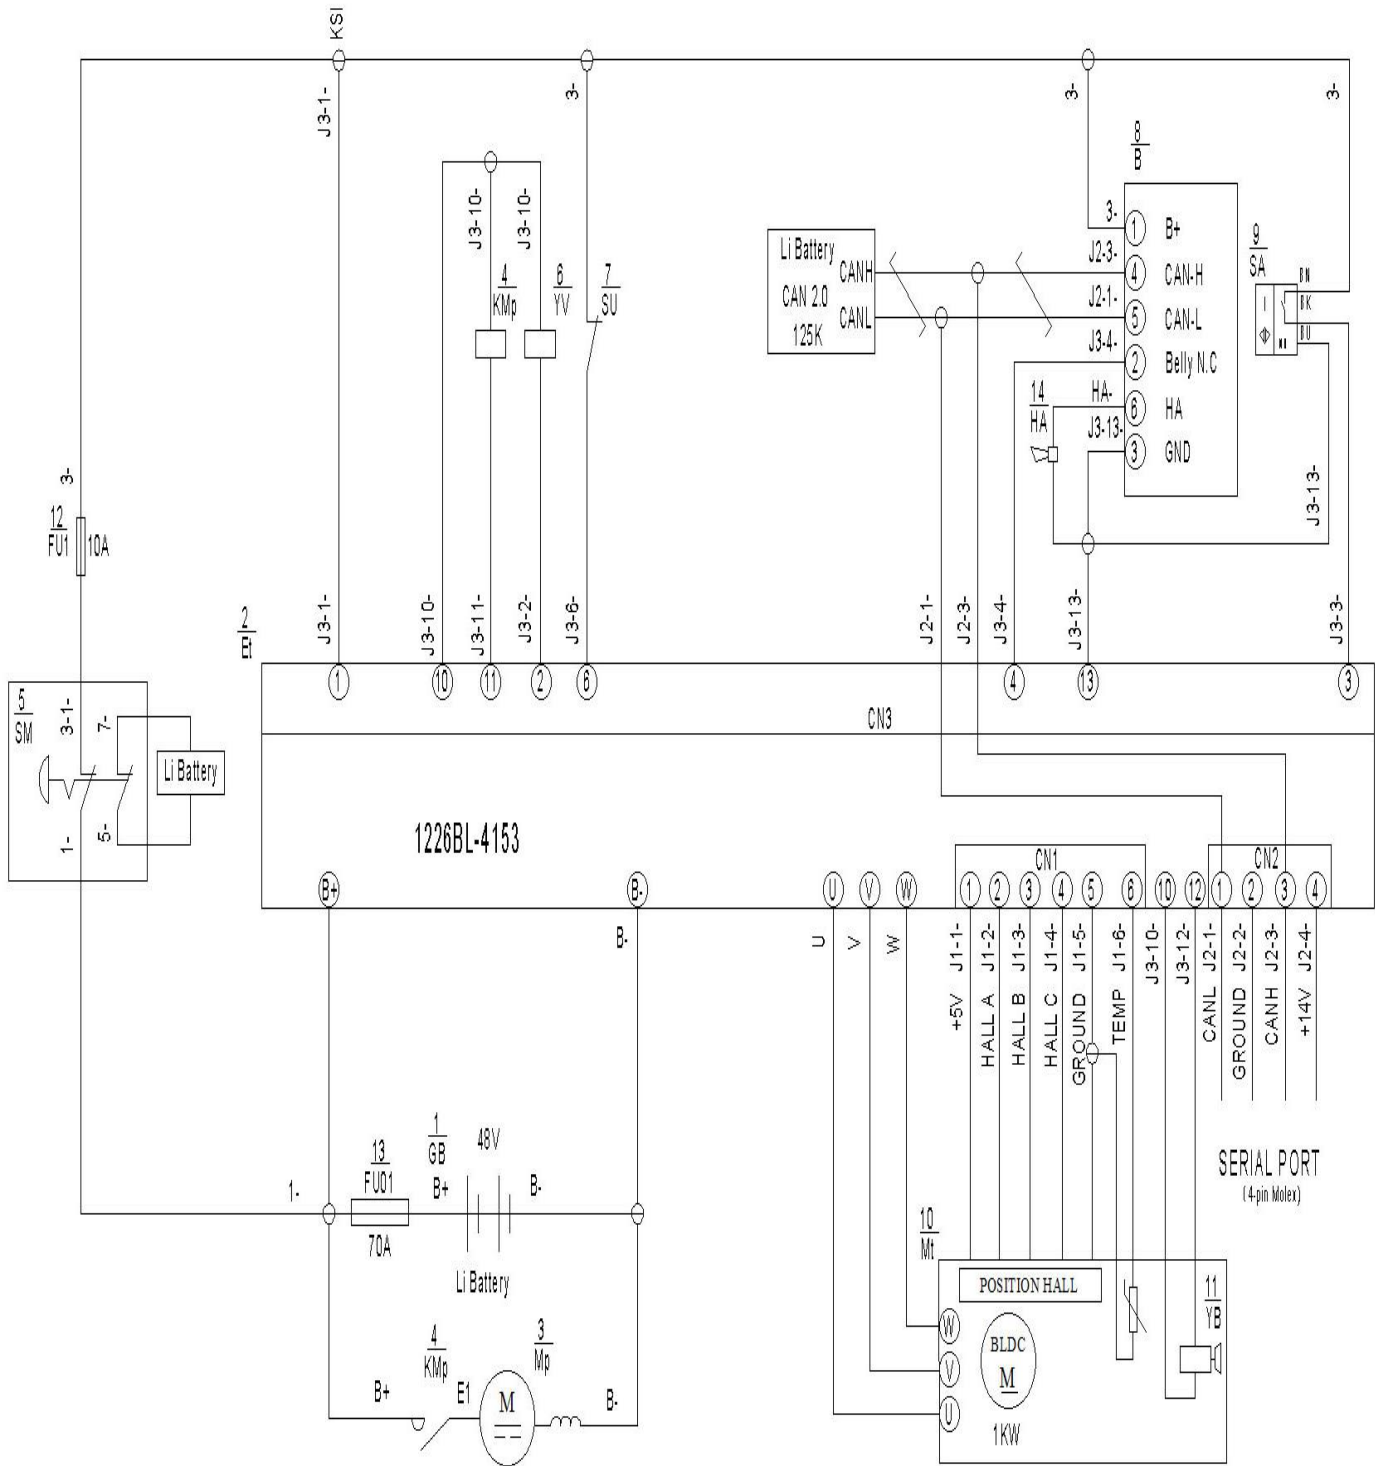 KSI
J3-1-
3-
3-
3-
8
B
J3-10-
J3-10-
4
KMp
6
YV
7
SU
Li Battery
CANH
CAN 2.0
CANL
125K
3-
1
B+
J2-3-
4
CAN-H
J2-1-
5
CAN-L
J3-4-
2
Belly N.C
HA-
6
HA
J3-13-
3
GND
9
SA
BN
BK
BU
14
HA
J3-13-
3-
12
FU1
10A
2
Et
J3-1-
J3-10-
J3-11-
J3-2-
J3-6-
J2-1-
J2-3-
J3-4-
J3-13-
J3-3-
1
10
11
2
6
4
13
3
CN3
5
SM
3-1-
7-
Li Battery
1-
5-
1226BL-4153
CN1
CN2
B+
B-
U
V
W
1
2
3
4
5
6
10
12
1
2
3
4
B-
U
V
W
+5V J1-1-
HALL A J1-2-
HALL B J1-3-
HALL C J1-4-
GROUND J1-5-
TEMP J1-6-
J3-10-
J3-12-
CANL J2-1-
GROUND J2-2-
CANH J2-3-
+14V J2-4-
SERIAL PORT
(4-pin Molex)
1-
13
FU01
70A
1
GB
48V
B+
B-
Li Battery
4
KMp
3
Mp
B+
E1
M
B-
10
Mt
POSITION HALL
11
YB
W
V
U
BLDC
M
1KW